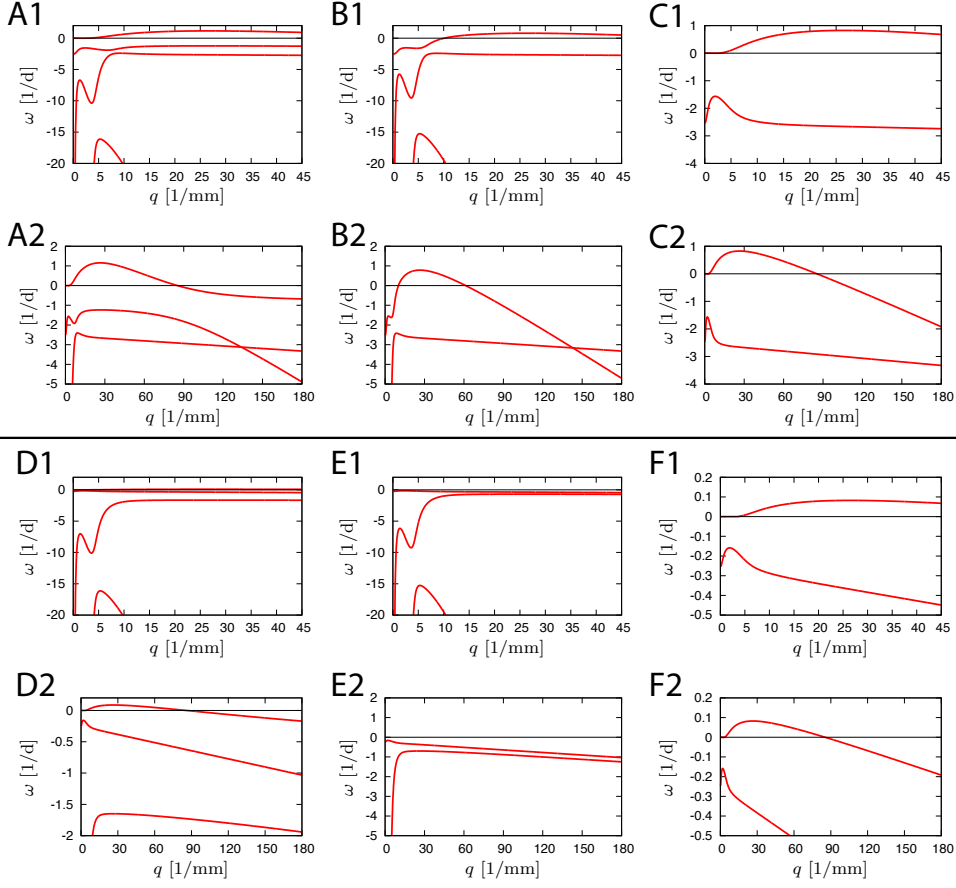 A1
B1
C1
5
0
-5
-10
-15
-20
ω [1/d]
0 5 10 15 20 25 30 35 40 45
q [1/mm]
5
0
-5
-10
-15
-20
ω [1/d]
0 5 10 15 20 25 30 35 40 45
q [1/mm]
1
0
-1
-2
-3
-4
ω [1/d]
0 5 10 15 20 25 30 35 40 45
q [1/mm]
A2
B2
C2
2
1
0
-1
-2
-3
-4
-5
ω [1/d]
0 30 60 90 120 150 180
q [1/mm]
2
1
0
-1
-2
-3
-4
-5
ω [1/d]
0 30 60 90 120 150 180
q [1/mm]
1
0
-1
-2
-3
-4
ω [1/d]
0 30 60 90 120 150 180
q [1/mm]
D1
E1
F1
0
-5
-10
-15
-20
ω [1/d]
0 5 10 15 20 25 30 35 40 45
q [1/mm]
0
-5
-10
-15
-20
ω [1/d]
0 5 10 15 20 25 30 35 40 45
q [1/mm]
0.2
0.1
0
-0.1
-0.2
-0.3
-0.4
-0.5
ω [1/d]
0 5 10 15 20 25 30 35 40 45
q [1/mm]
D2
E2
F2
0
-0.5
-1
-1.5
-2
ω [1/d]
0 30 60 90 120 150 180
q [1/mm]
2
1
0
-1
-2
-3
-4
-5
ω [1/d]
0 30 60 90 120 150 180
q [1/mm]
0.2
0.1
0
-0.1
-0.2
-0.3
-0.4
-0.5
ω [1/d]
0 30 60 90 120 150 180
q [1/mm]